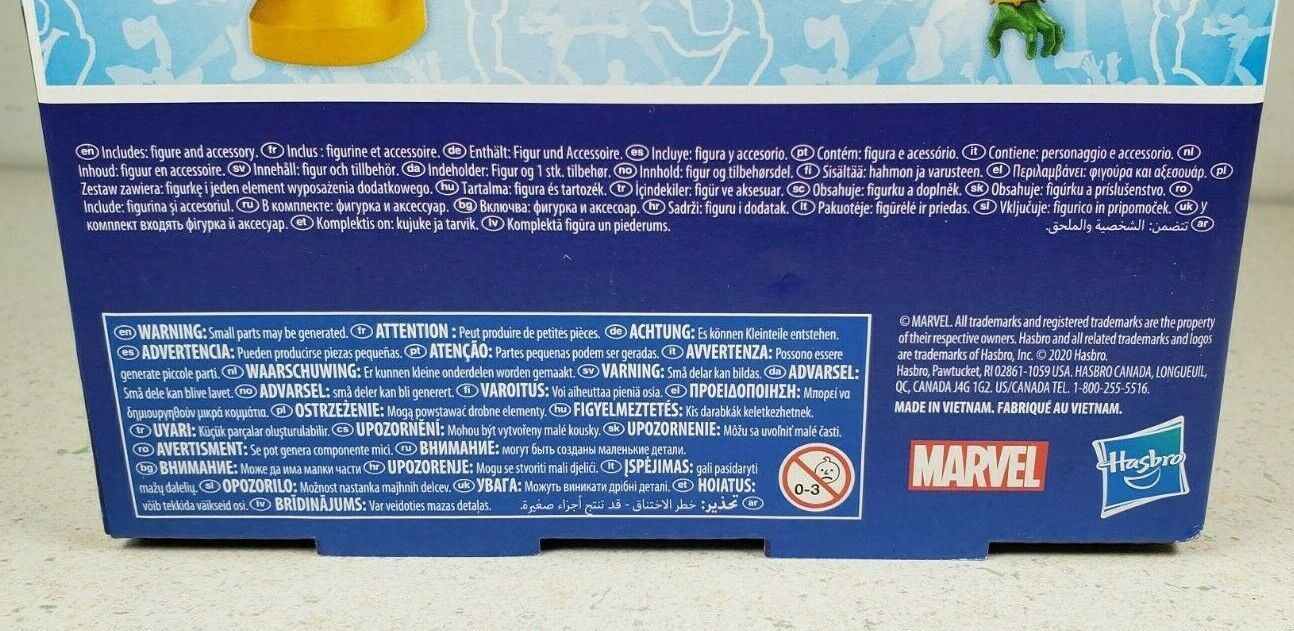 en Includes: figure and accessory. fr Inclus : figurine et accessoire. de Enthält: Figur und Accessoire. es Incluye: figura y accesorio. pt Contém: figura e acessório. it Contiene: personaggio e accessorio. nl
Inhoud: figuur en accessoire. sv Innehåll: figur och tillbehör. da Indeholder: Figur og 1 stk. tilbehør. no Innhold: figur og tilbehørsdel. fi Sisältää: hahmon ja varusteen. el Περιλαμβάνει: φιγούρα και αξεσουάρ. pl
Zestaw zawiera: figurkę i jeden element wyposażenia dodatkowego. hu Tartalma: figura és tartozék. tr İçindekiler: figür ve aksesuar. sc Obsahuje: figurku a doplněk. sk Obsahuje: figúrku a príslušenstvo. ro
Include: figurina și accesoriul. ru В комплекте: фигурка и аксессуар. bg Включва: фигурка и аксесоар. hr Sadrži: figuru i dodatak. lt Pakuotėje: figūrėlė ir priedas. sl Vključuje: figurico in pripomoček. uk У
комплект входять фігурка й аксесуар. et Komplektis on: kujuke ja tarvik. lv Komplektā figūra un piederums. ar تتضمن: الشخصية والملحق.
en WARNING: Small parts may be generated. fr ATTENTION : Peut produire de petites pièces. de ACHTUNG: Es können Kleinteile entstehen.
es ADVERTENCIA: Pueden producirse piezas pequeñas. pt ATENÇÃO: Partes pequenas podem ser geradas. it AVVERTENZA: Possono essere
generate piccole parti. nl WAARSCHUWING: Er kunnen kleine onderdelen worden gemaakt. sv VARNING: Små delar kan bildas. da ADVARSEL:
Små dele kan blive lavet. no ADVARSEL: små deler kan bli generert. fi VAROITUS: Voi aiheuttaa pieniä osia. el ΠΡΟΕΙΔΟΠΟΙΗΣΗ: Μπορεί να
δημιουργηθούν μικρά κομμάτια. pl OSTRZEŻENIE: Mogą powstawać drobne elementy. hu FIGYELMEZTETÉS: Kis darabkák keletkezhetnek.
tr UYARI: Küçük parçalar oluşturulabilir. cs UPOZORNĚNÍ: Mohou být vytvořeny malé kousky. sk UPOZORNENIE: Môžu sa uvoľniť malé časti.
ro AVERTISMENT: Se pot genera componente mici. ru ВНИМАНИЕ: могут быть созданы маленькие детали.
bg ВНИМАНИЕ: Може да има малки части hr UPOZORENJE: Mogu se stvoriti mali djelići. lt ĮSPĖJIMAS: gali pasidaryti
mažų dalelių. sl OPOZORILO: Možnost nastanka majhnih delcev. uk УВАГА: Можуть виникати дрібні деталі. et HOIATUS:
võib tekkida väikseid osi. lv BRĪDINĀJUMS: Var veidoties mazas detaļas. ar تحذير: خطر الاختناق - قد تنتج أجزاء صغيرة.
0-3
© MARVEL. All trademarks and registered trademarks are the property
of their respective owners. Hasbro and all related trademarks and logos
are trademarks of Hasbro, Inc. © 2020 Hasbro.
Hasbro, Pawtucket, RI 02861-1059 USA. HASBRO CANADA, LONGUEUIL,
QC, CANADA J4G 1G2. US/CANADA TEL. 1-800-255-5516.
MADE IN VIETNAM. FABRIQUÉ AU VIETNAM.
MARVEL
Hasbro